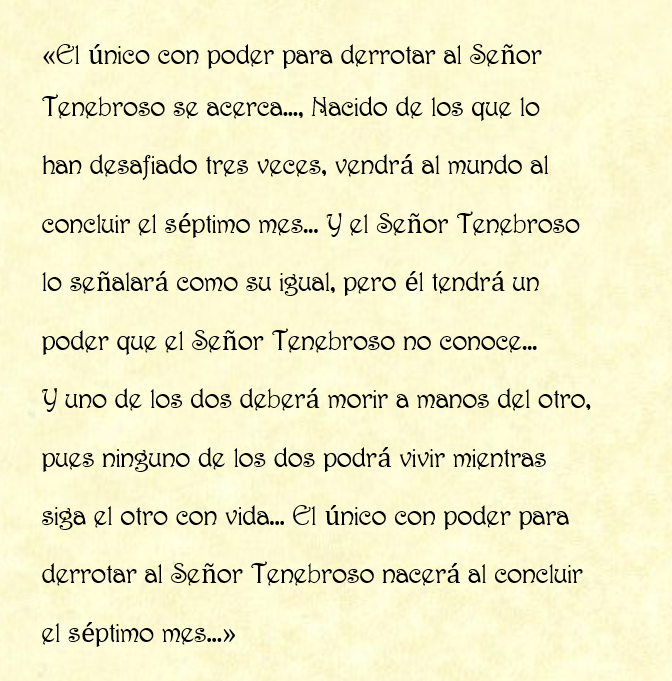 «El único con poder para derrotar al Señor
Tenebroso se acerca..., Nacido de los que lo
han desafiado tres veces, vendrá al mundo al
concluir el séptimo mes... Y el Señor Tenebroso
lo señalará como su igual, pero él tendrá un
poder que el Señor Tenebroso no conoce...
Y uno de los dos deberá morir a manos del otro,
pues ninguno de los dos podrá vivir mientras
siga el otro con vida... El único con poder para
derrotar al Señor Tenebroso nacerá al concluir
el séptimo mes...»